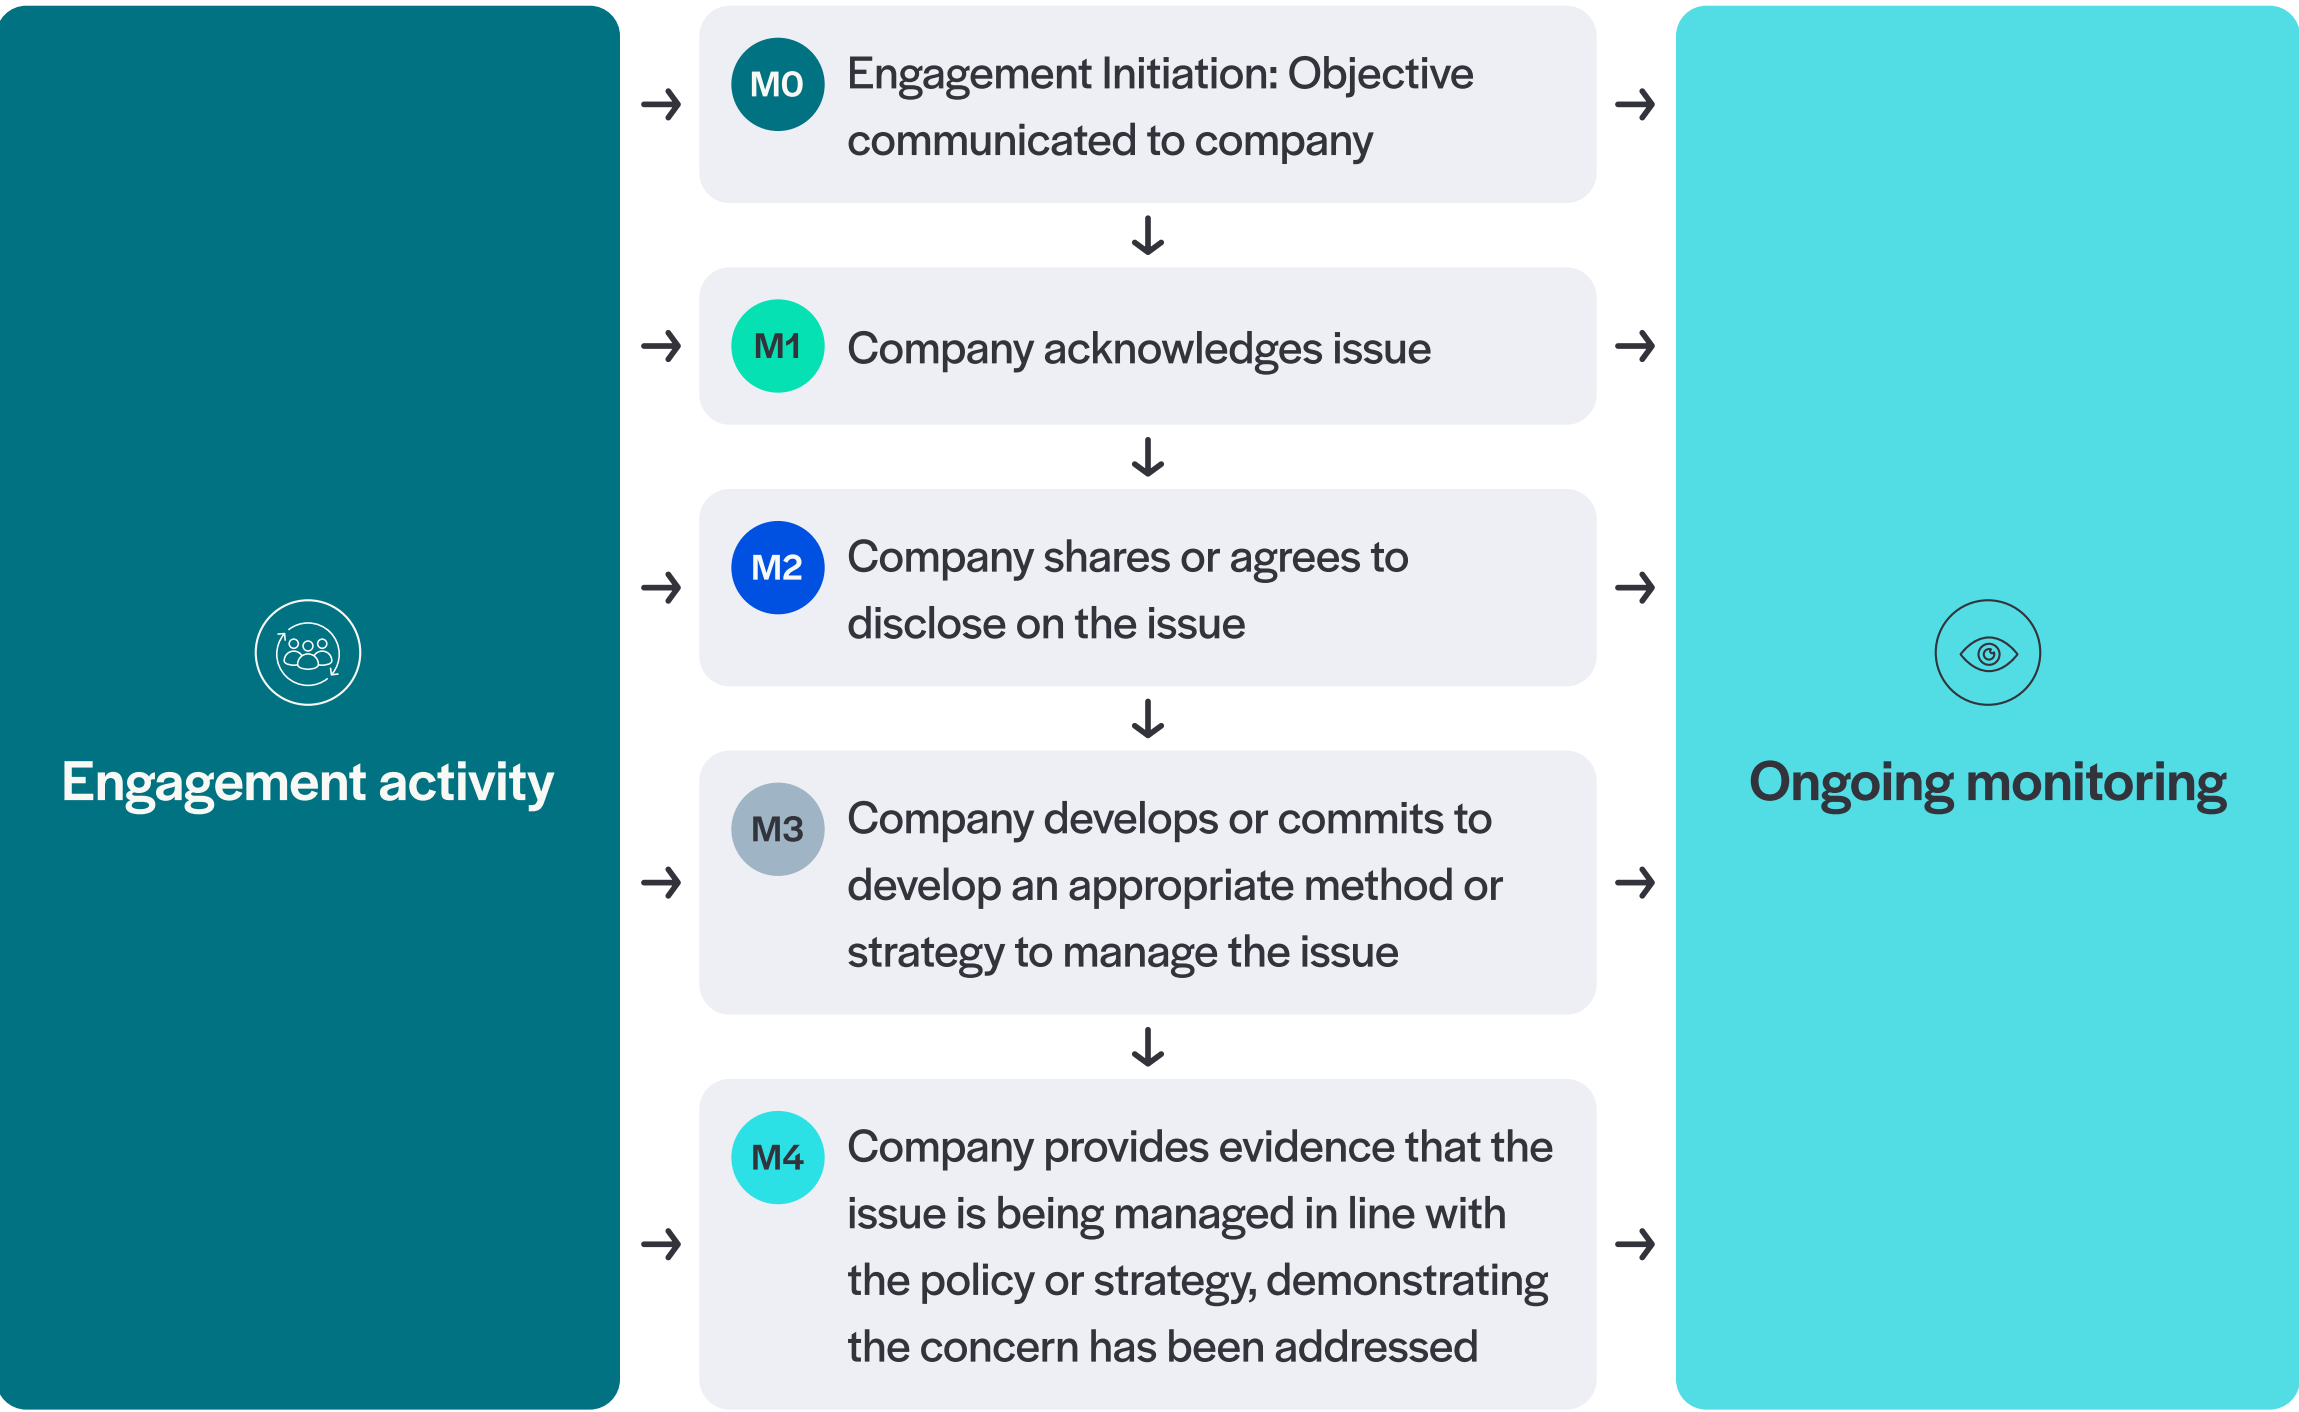 Engagement activity
M0
Engagement Initiation: Objective
communicated to company
M1
Company acknowledges issue
M2
Company shares or agrees to
disclose on the issue
M3
Company develops or commits to
develop an appropriate method or
strategy to manage the issue
M4
Company provides evidence that the
issue is being managed in line with
the policy or strategy, demonstrating
the concern has been addressed
Ongoing monitoring